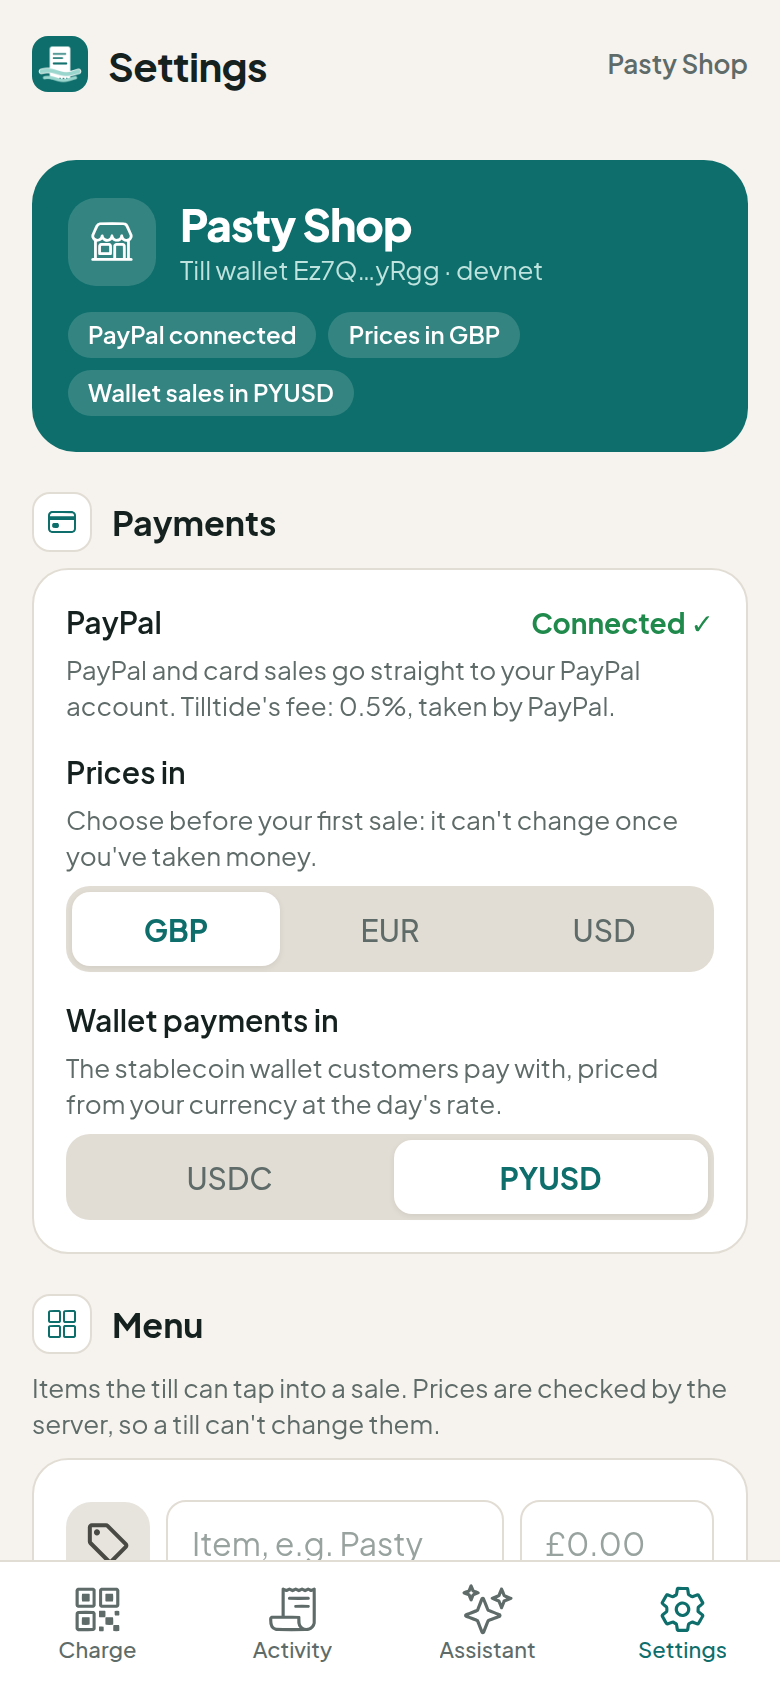 Settings
Pasty Shop
Pasty Shop
Till wallet Ez7Q...yRgg · devnet
PayPal connected
Prices in GBP
Wallet sales in PYUSD
Payments
PayPal
Connected ✓
PayPal and card sales go straight to your PayPal
account. Tilltide's fee: 0.5%, taken by PayPal.
Prices in
Choose before your first sale: it can't change once
you've taken money.
GBP
EUR
USD
Wallet payments in
The stablecoin wallet customers pay with, priced
from your currency at the day's rate.
USDC
PYUSD
Menu
Items the till can tap into a sale. Prices are checked by the
server, so a till can't change them.
Item, e.g. Pasty
£0.00
Charge
Activity
Assistant
Settings